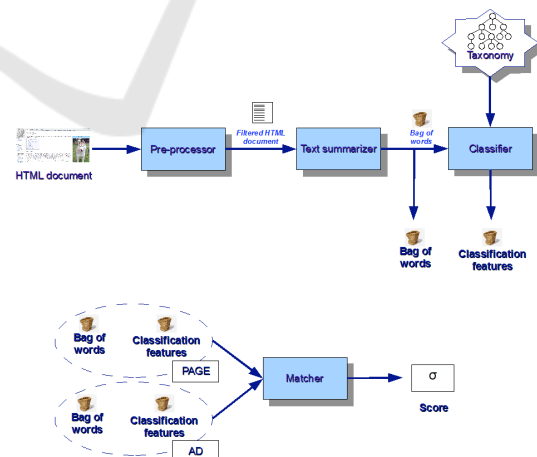 Taxonomy
Filtered HTML
document
Bag of
words
Pre-processor
Text summarizer
Classifier
HTML document
Bag of
words
Classification
features
Bag of
words
Classification
features
PAGE
Matcher
σ
Score
Bag of
words
Classification
features
AD